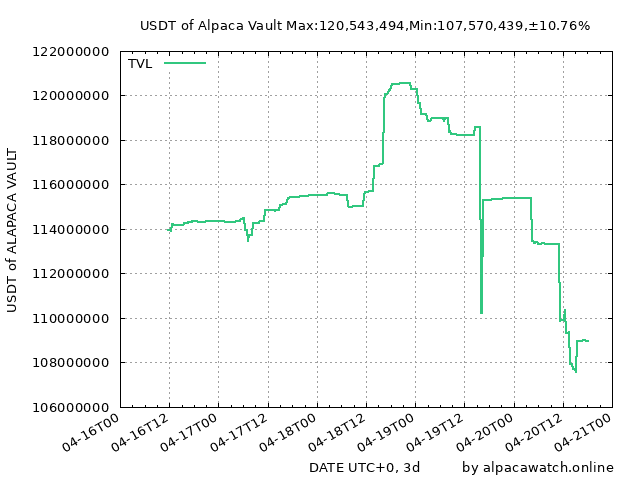 USDT of Alpaca Vault Max:120,543,494,Min:107,570,439,±10.76%
122000000
TVL
120000000
118000000
116000000
114000000
112000000
110000000
108000000
106000000
USDT of ALAPACA VAULT
04-16T00
04-16T12
04-17T00
04-17T12
04-18T00
04-18T12
04-19T00
04-19T12
04-20T00
04-20T12
04-21T00
DATE UTC+0, 3d
by alpacawatch.online